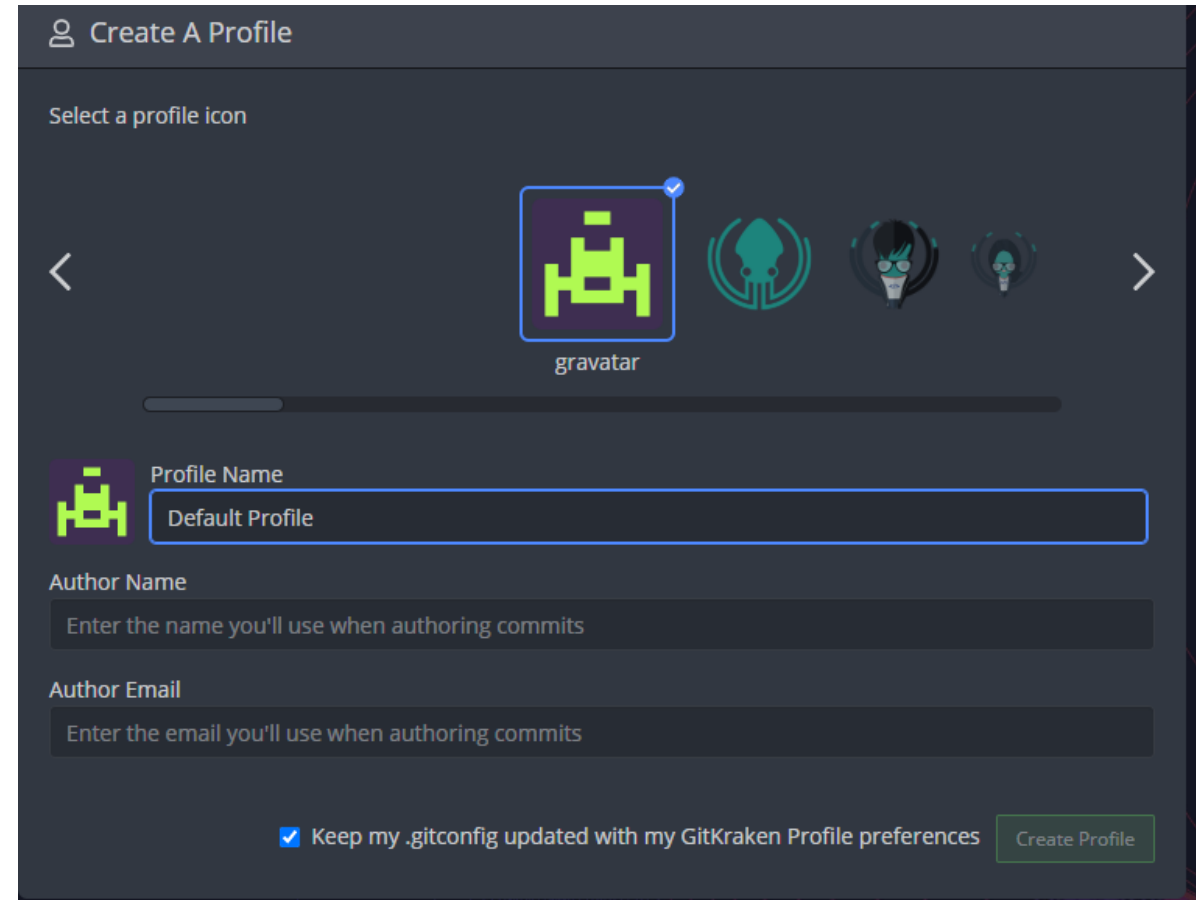 Create A Profile
Select a profile icon
gravatar
Profile Name
Default Profile
Author Name
Enter the name you'll use when authoring commits
Author Email
Enter the email you'll use when authoring commits
Keep my .gitconfig updated with my GitKraken Profile preferences
Create Profile